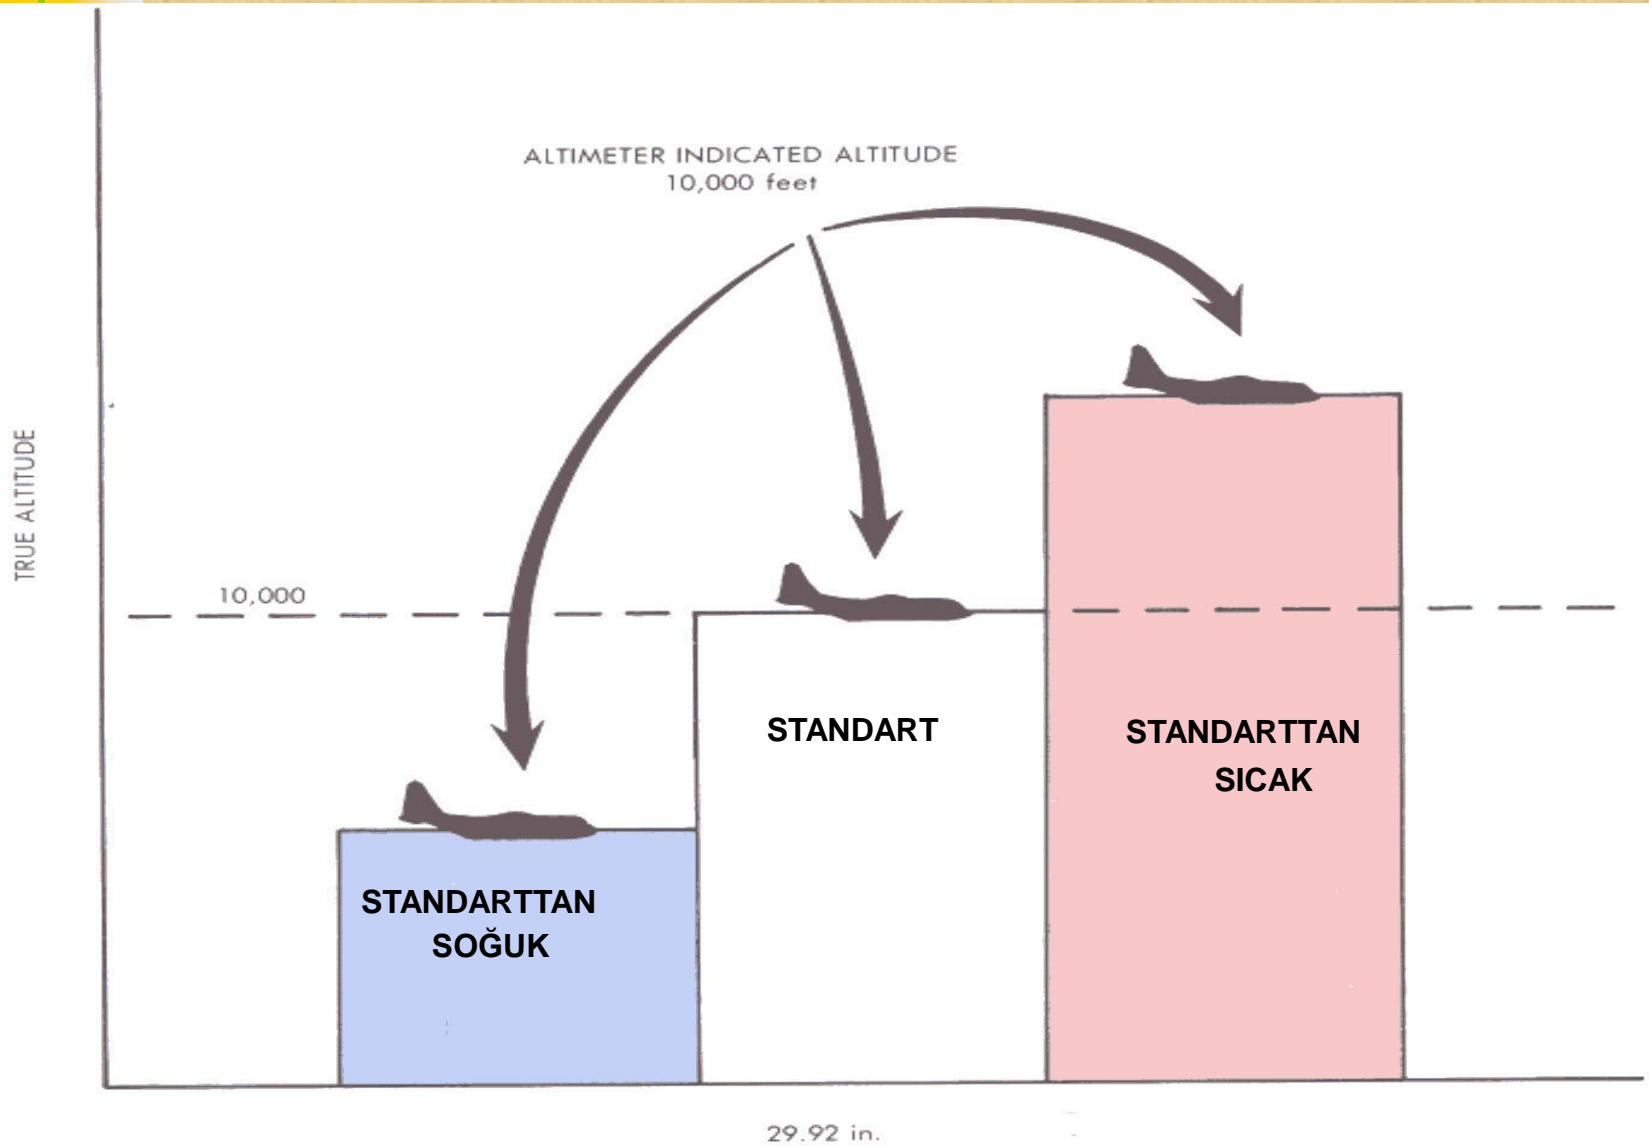 ALTIMETER INDICATED ALTITUDE
10,000 feet
TRUE ALTITUDE
10,000
STANDART
STANDARTTAN
SICAK
STANDARTTAN
SOĞUK
29.92 in.